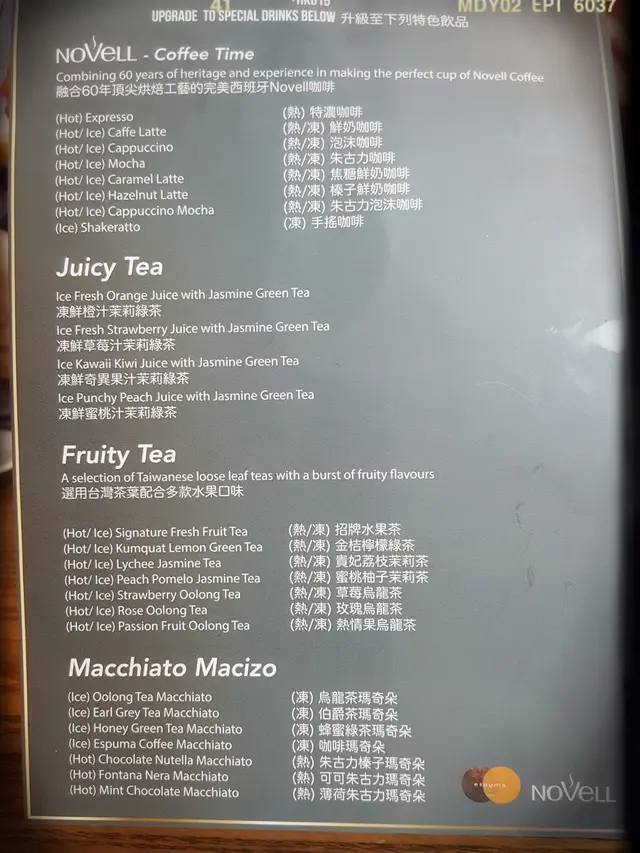 41
MDY02 EPT 6037
UPGRADE TO SPECIAL DRINKS BELOW 升級至下列特色飲品
NOVELL - Coffee Time
Combining 60 years of heritage and experience in making the perfect cup of Novell Coffee
融合60年頂尖烘焙工藝的完美西班牙Novell咖啡
(Hot) Expresso (熱) 特濃咖啡
(Hot/ Ice) Caffe Latte (熱/凍) 鮮奶咖啡
(Hot/ Ice) Cappuccino (熱/凍) 泡沫咖啡
(Hot/ Ice) Mocha (熱/凍) 朱古力咖啡
(Hot/ Ice) Caramel Latte (熱/凍) 焦糖鮮奶咖啡
(Hot/ Ice) Hazelnut Latte (熱/凍) 榛子鮮奶咖啡
(Hot/ Ice) Cappuccino Mocha (熱/凍) 朱古力泡沫咖啡
(Ice) Shakeratto (凍) 手搖咖啡
Juicy Tea
Ice Fresh Orange Juice with Jasmine Green Tea
凍鮮橙汁茉莉綠茶
Ice Fresh Strawberry Juice with Jasmine Green Tea
凍鮮草莓汁茉莉綠茶
Ice Kawaii Kiwi Juice with Jasmine Green Tea
凍鮮奇異果汁茉莉綠茶
Ice Punchy Peach Juice with Jasmine Green Tea
凍鮮蜜桃汁茉莉綠茶
Fruity Tea
A selection of Taiwanese loose leaf teas with a burst of fruity flavours
選用台灣茶葉配合多款水果口味
(Hot/ Ice) Signature Fresh Fruit Tea (熱/凍) 招牌水果茶
(Hot/ Ice) Kumquat Lemon Green Tea (熱/凍) 金桔檸檬綠茶
(Hot/ Ice) Lychee Jasmine Tea (熱/凍) 貴妃荔枝茉莉茶
(Hot/ Ice) Peach Pomelo Jasmine Tea (熱/凍) 蜜桃柚子茉莉茶
(Hot/ Ice) Strawberry Oolong Tea (熱/凍) 草莓烏龍茶
(Hot/ Ice) Rose Oolong Tea (熱/凍) 玫瑰烏龍茶
(Hot/ Ice) Passion Fruit Oolong Tea (熱/凍) 熱情果烏龍茶
Macchiato Macizo
(Ice) Oolong Tea Macchiato (凍) 烏龍茶瑪奇朵
(Ice) Earl Grey Tea Macchiato (凍) 伯爵茶瑪奇朵
(Ice) Honey Green Tea Macchiato (凍) 蜂蜜綠茶瑪奇朵
(Ice) Espuma Coffee Macchiato (凍) 咖啡瑪奇朵
(Hot) Chocolate Nutella Macchiato (熱) 朱古力榛子瑪奇朵
(Hot) Fontana Nera Macchiato (熱) 可可朱古力瑪奇朵
(Hot) Mint Chocolate Macchiato (熱) 薄荷朱古力瑪奇朵
espuma
NOVELL